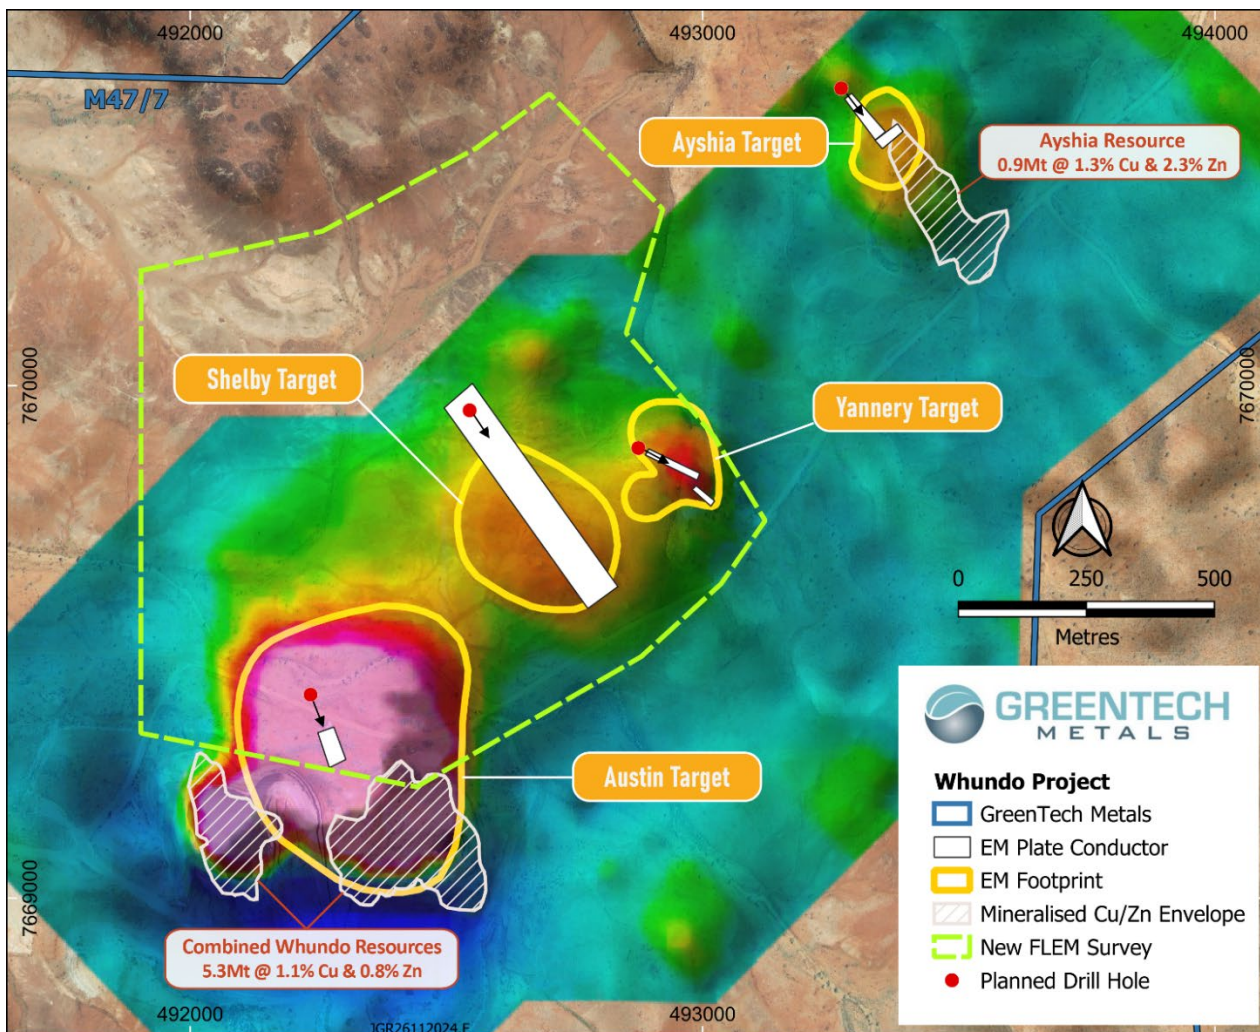 492000
493000
494000
M47/7
Ayshia Target
Ayshia Resource
0.9Mt @ 1.3% Cu & 2.3% Zn
7670000
7670000
Shelby Target
Yannery Target
0
250
500
Metres
Austin Target
7669000
Combined Whundo Resources
5.3Mt @ 1.1% Cu & 0.8% Zn
GREENTECH
METALS
Whundo Project
GreenTech Metals
EM Plate Conductor
EM Footprint
Mineralised Cu/Zn Envelope
New FLEM Survey
Planned Drill Hole
492000
JGR26112024 F
493000